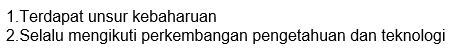 1.Terdapat unsur kebaharuan
2.Selalu mengikuti perkembangan pengetahuan dan teknologi